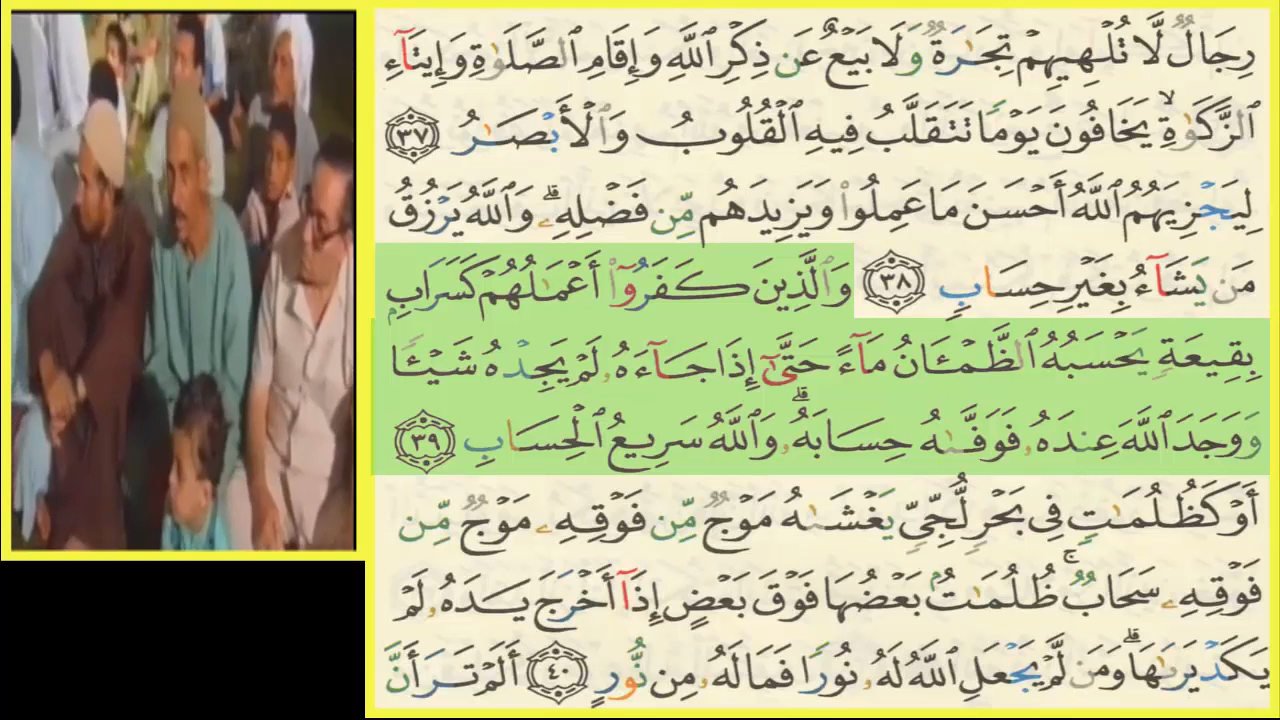 رِجَالٌ لَّا تُلْهِيهِمْ تِجَٰرَةٌ وَلَا بَيْعٌ عَن ذِكْرِ ٱللَّهِ وَإِقَامِ ٱلصَّلَوٰةِ وَإِيتَآءِ
ٱلزَّكَوٰةِ ۙ يَخَافُونَ يَوْمًا تَتَقَلَّبُ فِيهِ ٱلْقُلُوبُ وَٱلْأَبْصَٰرُ ٣٧
لِيَجْزِيَهُمُ ٱللَّهُ أَحْسَنَ مَا عَمِلُوا۟ وَيَزِيدَهُم مِّن فَضْلِهِۦ ۗ وَٱللَّهُ يَرْزُقُ
مَن يَشَآءُ بِغَيْرِ حِسَابٍ ٣٨ وَٱلَّذِينَ كَفَرُوٓا۟ أَعْمَٰلُهُمْ كَسَرَابٍۭ
بِقِيعَةٍ يَحْسَبُهُ ٱلظَّمْـَٔانُ مَآءً حَتَّىٰٓ إِذَا جَآءَهُۥ لَمْ يَجِدْهُ شَيْـًٔا
وَوَجَدَ ٱللَّهَ عِندَهُۥ فَوَفَّىٰهُ حِسَابَهُۥ ۗ وَٱللَّهُ سَرِيعُ ٱلْحِسَابِ ٣٩
أَوْ كَظُلُمَٰتٍ فِى بَحْرٍ لُّجِّىٍّ يَغْشَىٰهُ مَوْجٌ مِّن فَوْقِهِۦ مَوْجٌ مِّن
فَوْقِهِۦ سَحَابٌ ۚ ظُلُمَٰتٌۢ بَعْضُهَا فَوْقَ بَعْضٍ إِذَآ أَخْرَجَ يَدَهُۥ لَمْ
يَكَدْ يَرَىٰهَا ۗ وَمَن لَّمْ يَجْعَلِ ٱللَّهُ لَهُۥ نُورًا فَمَا لَهُۥ مِن نُّورٍ ٤٠ أَلَمْ تَرَ أَنَّ